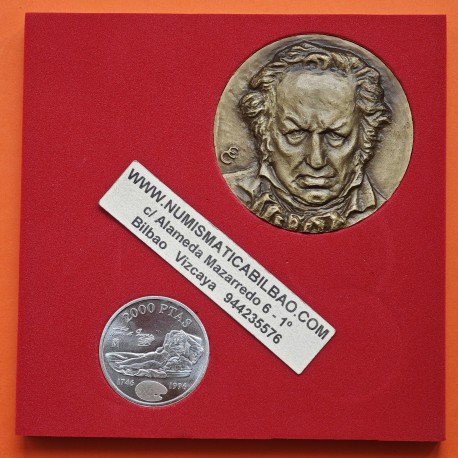 WWW.NUMISMATICABILBAO.COM
c/ Alameda Mazarredo 6 - 1º
Bilbao Vizcaya 944235576
2000 PTAS
1746 1996